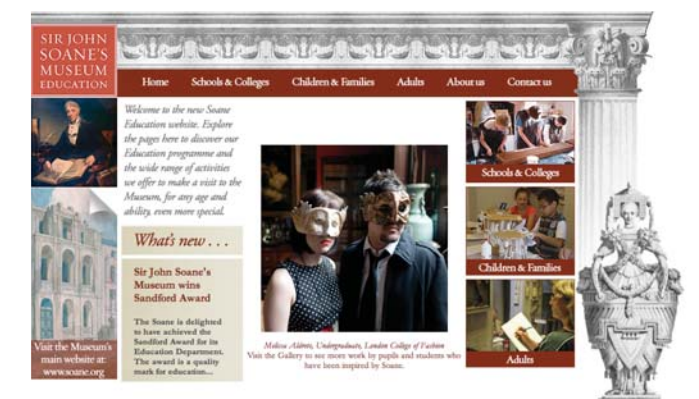 SIR JOHN
SOANE'S
MUSEUM
EDUCATION
Home Schools & Colleges Children & Families Adults About us Contact us
Welcome to the new Soane
Education website. Explore
the pages here to discover our
Education programme and
the wide range of activities
we offer to make a visit to the
Museum, for any age and
ability, even more special.
What's new . . .
Sir John Soane's
Museum wins
Sandford Award
The Soane is delighted
to have achieved the
Sandford Award for its
Education Department.
The award is a quality
mark for education...
Visit the Museum's
main website at:
www.soane.org
Undergraduate, London College of Fashion
Visit the Gallery to see more work by pupils and students who
have been inspired by Soane.
Schools & Colleges
Children & Families
Adults